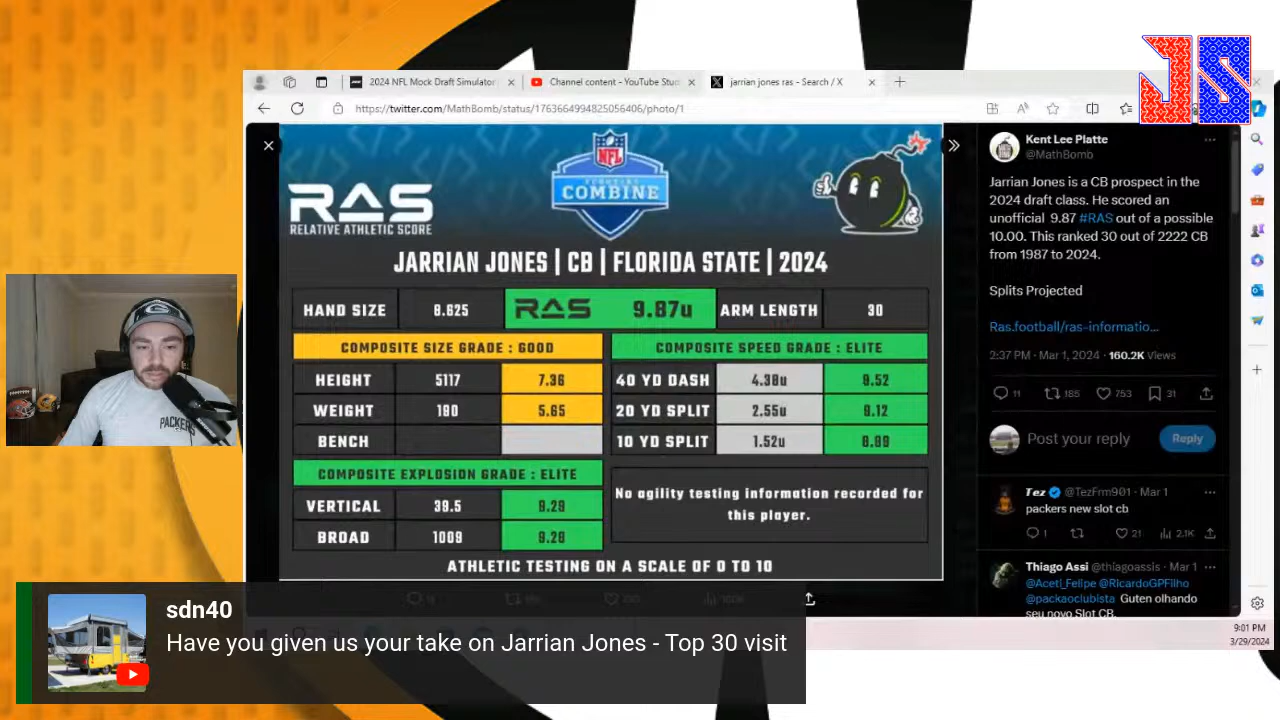 JS
2024 NFL Mock Draft Simulator
Channel content - YouTube Stu
jarrian jones ras - Search / X
https://twitter.com/MathBomb/status/1763664994825056406/photo/1
NFL
COMBINE
RAS
RELATIVE ATHLETIC SCORE
JARRIAN JONES | CB | FLORIDA STATE | 2024
HAND SIZE 8.625 RAS 9.87u ARM LENGTH 30
COMPOSITE SIZE GRADE : GOOD
HEIGHT 5117 7.36
WEIGHT 190 5.65
BENCH
COMPOSITE EXPLOSION GRADE : ELITE
VERTICAL 39.5 9.29
BROAD 1009 9.28
COMPOSITE SPEED GRADE : ELITE
40 YD DASH 4.38u 9.52
20 YD SPLIT 2.55u 9.12
10 YD SPLIT 1.52u 8.99
No agility testing information recorded for
this player.
ATHLETIC TESTING ON A SCALE OF 0 TO 10
Kent Lee Platte
@MathBomb
Jarrian Jones is a CB prospect in the
2024 draft class. He scored an
unofficial 9.87 #RAS out of a possible
10.00. This ranked 30 out of 2222 CB
from 1987 to 2024.
Splits Projected
Ras.football/ras-informatio...
2:37 PM · Mar 1, 2024 · 160.2K Views
11 185 753 31
Post your reply
Reply
Tez @TezFrm901 · Mar 1
packers new slot cb
1 21 2.1K
Thiago Assi @thiagoassis · Mar 1
@Aceti_Felipe @RicardoGPFilho
@packaoclubista Guten olhando
seu novo Slot CB.
9:01 PM
3/29/2024
G
PACKERS
sdn40
Have you given us your take on Jarrian Jones - Top 30 visit